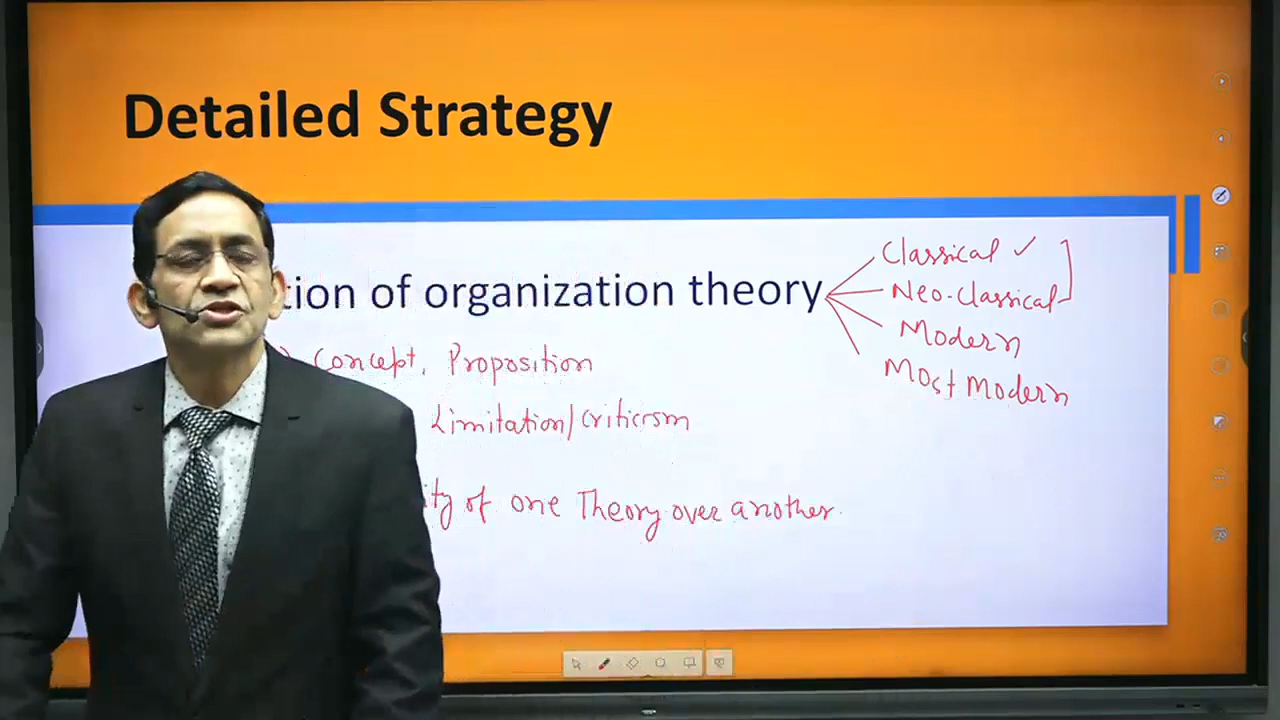 Detailed Strategy
tion of organization theory
Classical ✓
Neo-classical
Modern
Most Modern
Concept, Proposition
Limitation/Criticism
ity of one Theory over another